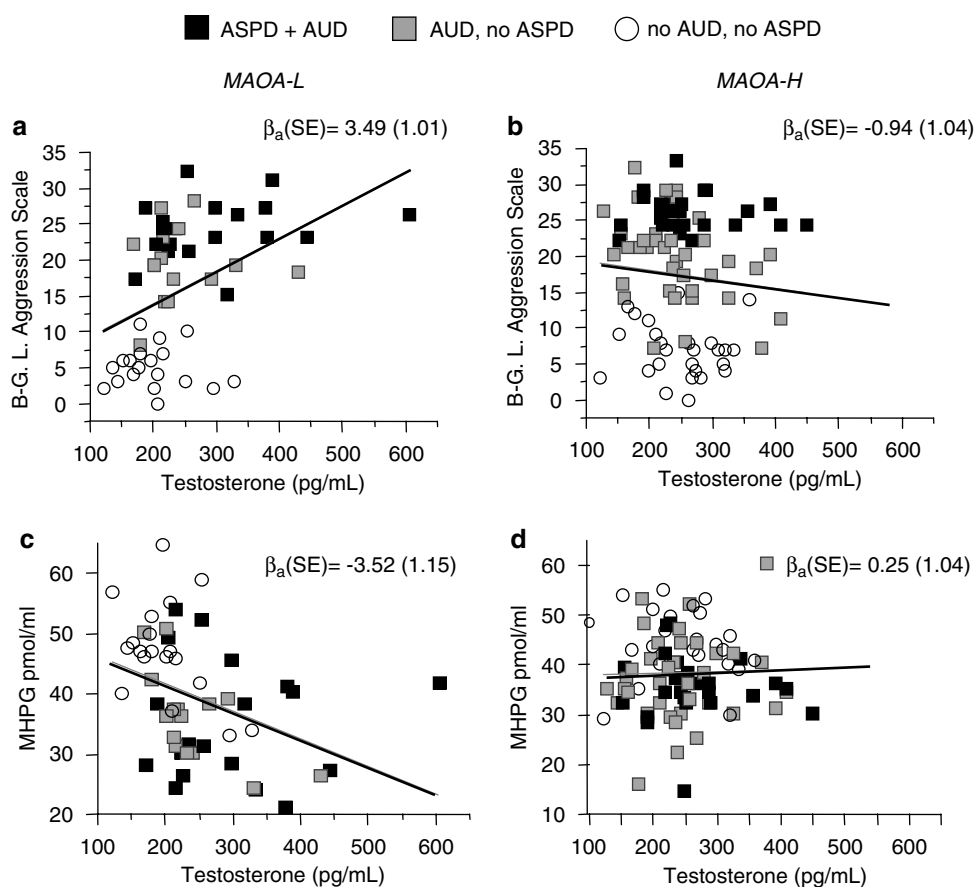 ASPD + AUD
AUD, no ASPD
no AUD, no ASPD
MAOA-L
MAOA-H
a
βa(SE)= 3.49 (1.01)
35
30
25
20
15
10
5
0
B-G. L. Aggression Scale
100 200 300 400 500 600
Testosterone (pg/mL)
b
βa(SE)= -0.94 (1.04)
35
30
25
20
15
10
5
0
B-G. L. Aggression Scale
100 200 300 400 500 600
Testosterone (pg/mL)
c
βa(SE)= -3.52 (1.15)
60
50
40
30
20
MHPG pmol/ml
100 200 300 400 500 600
Testosterone (pg/mL)
d
βa(SE)= 0.25 (1.04)
60
50
40
30
20
10
MHPG pmol/ml
100 200 300 400 500 600
Testosterone (pg/mL)